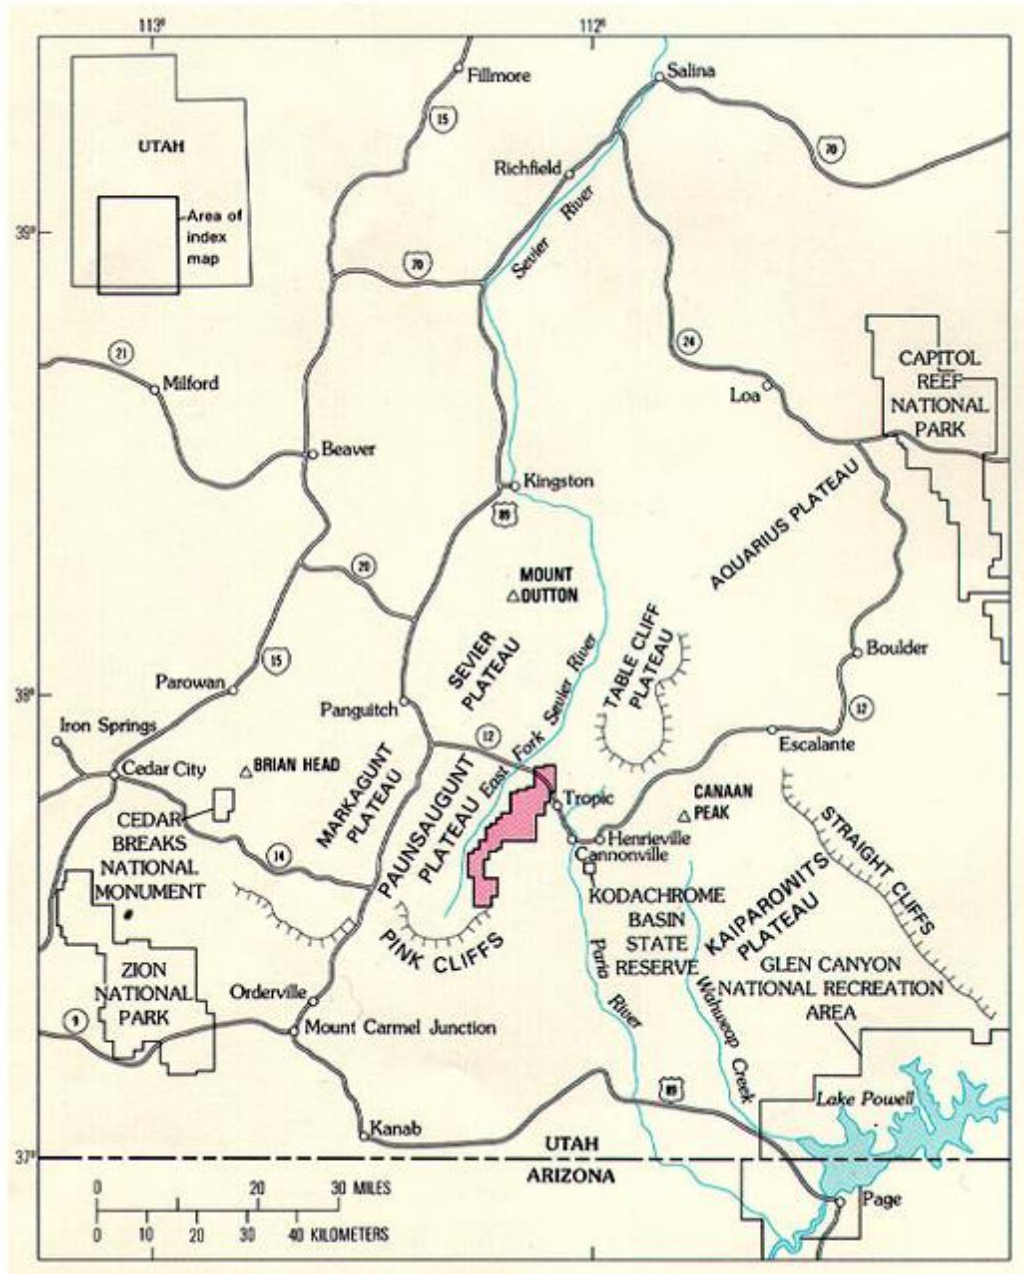 113º
112º
Fillmore
Salina
15
70
UTAH
Richfield
Sevier River
Area of
index
map
39º
70
21
24
Milford
Loa
CAPITOL
REEF
NATIONAL
PARK
Beaver
Kingston
89
AQUARIUS PLATEAU
20
MOUNT
DUTTON
SEVIER
PLATEAU
East Fork Sevier River
TABLE CLIFF
PLATEAU
Boulder
15
Parowan
38º
Panguitch
12
12
Iron Springs
Escalante
Cedar City
BRIAN HEAD
MARKAGUNT
PLATEAU
PAUNSAUGUNT
PLATEAU
Tropic
CANAAN
PEAK
CEDAR
BREAKS
NATIONAL
MONUMENT
Henrieville
Cannonville
STRAIGHT CLIFFS
14
KODACHROME
BASIN
STATE
RESERVE
KAIPAROWITS
PLATEAU
PINK CLIFFS
Paria River
Wahweap Creek
GLEN CANYON
NATIONAL RECREATION
AREA
ZION
NATIONAL
PARK
Orderville
9
Mount Carmel Junction
89
Lake Powell
Kanab
UTAH
37º
ARIZONA
0 20 30 MILES
0 10 20 30 40 KILOMETERS
Page